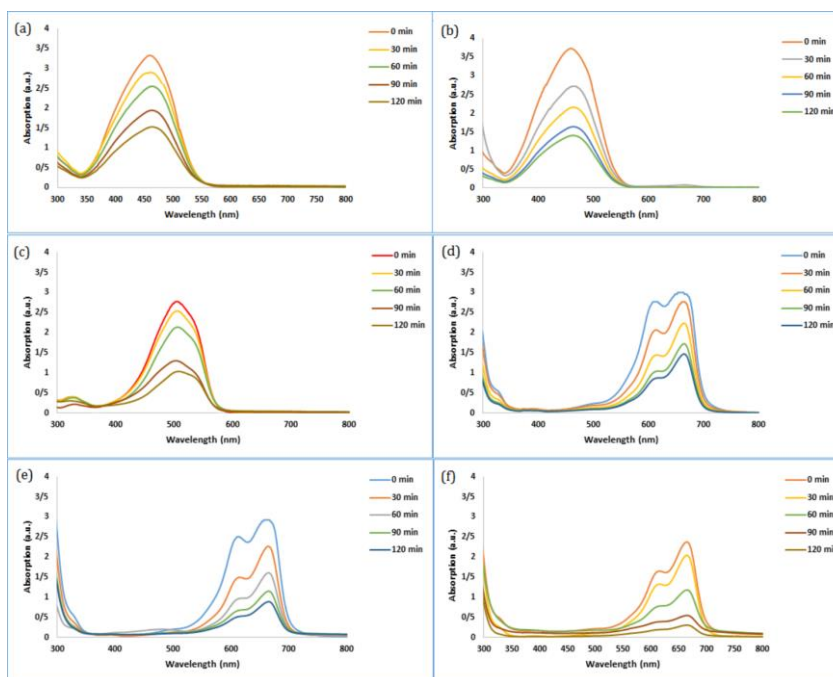 (a)
Absorption (a.u.)
4
3/5
3
2/5
2
1/5
1
0/5
0
300 350 400 450 500 550 600 650 700 750 800
Wavelength (nm)
0 min
30 min
60 min
90 min
120 min
(b)
Absorption (a.u.)
4
3/5
3
2/5
2
1/5
1
0/5
0
300 400 500 600 700 800
Wavelength (nm)
0 min
30 min
60 min
90 min
120 min
(c)
Absorption (a.u.)
4
3/5
3
2/5
2
1/5
1
0/5
0
300 400 500 600 700 800
Wavelength (nm)
0 min
30 min
60 min
90 min
120 min
(d)
Absorption (a.u.)
4
3/5
3
2/5
2
1/5
1
0/5
0
300 400 500 600 700 800
Wavelength (nm)
0 min
30 min
60 min
90 min
120 min
(e)
Absorption (a.u.)
4
3/5
3
2/5
2
1/5
1
0/5
0
300 400 500 600 700 800
Wavelength (nm)
0 min
30 min
60 min
90 min
120 min
(f)
Absorption (a.u.)
4
3/5
3
2/5
2
1/5
1
0/5
0
300 350 400 450 500 550 600 650 700 750 800
Wavelength (nm)
0 min
30 min
60 min
90 min
120 min